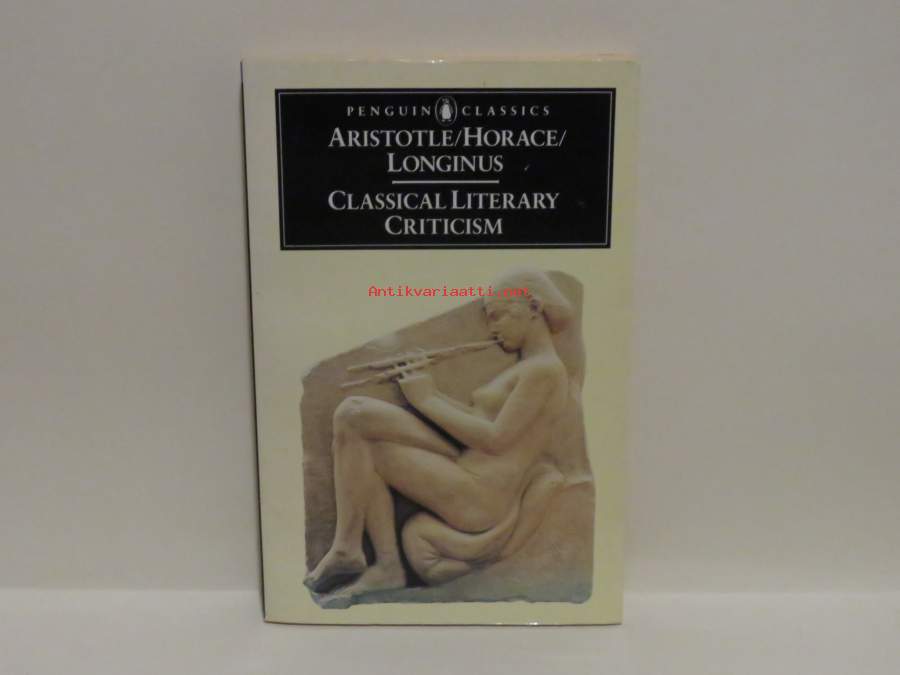 PENGUIN CLASSICS
ARISTOTLE/HORACE/
LONGINUS
CLASSICAL LITERARY
CRITICISM
Antikvariaatti.net